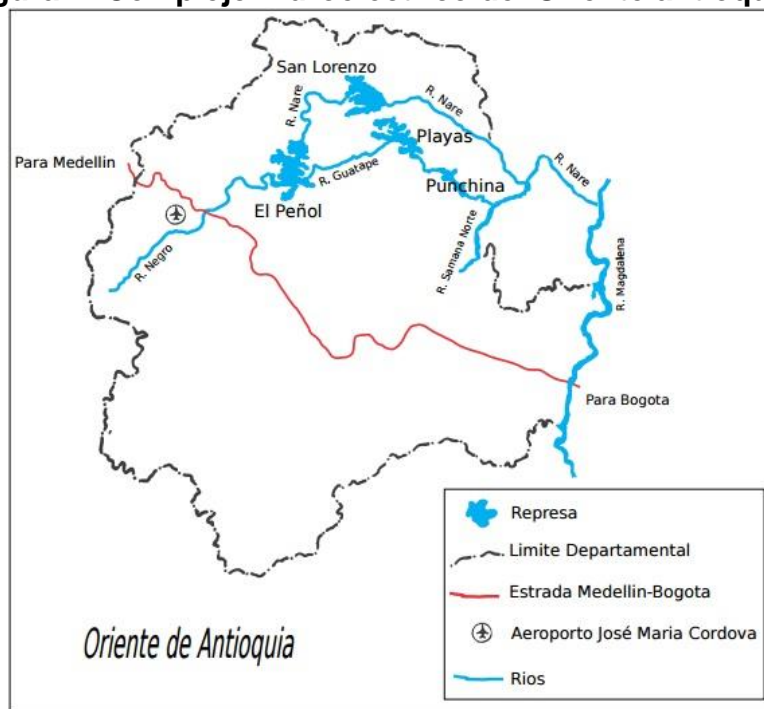 San Lorenzo
R. Nare
R. Nare
Para Medellin
Playas
R. Nare
R. Guatape
Punchina
El Peñol
R. Negro
R. Samana Norte
R. Magdalena
Para Bogota
Represa
Limite Departamental
Estrada Medellin-Bogota
Aeroporto José Maria Cordova
Rios
Oriente de Antioquia